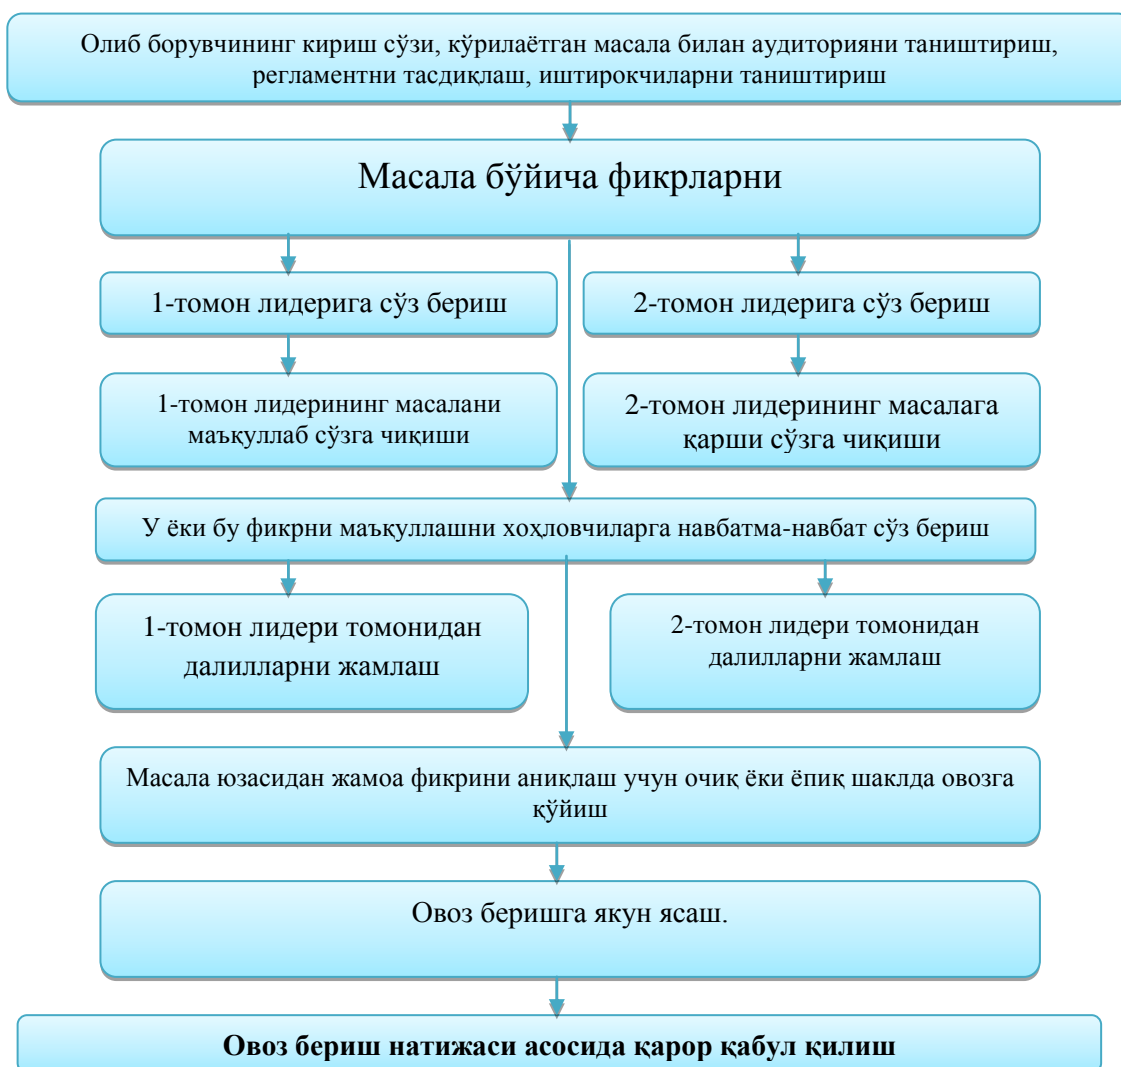 Олиб борувчининг кириш сўзи, кўрилаётган масала билан аудиторияни таништириш,
регламентни тасдиқлаш, иштирокчиларни таништириш
Масала бўйича фикрларни
1-томон лидерига сўз бериш
2-томон лидерига сўз бериш
1-томон лидерининг масалани
маъқуллаб сўзга чиқиши
2-томон лидерининг масалага
қарши сўзга чиқиши
У ёки бу фикрни маъқуллашни хоҳловчиларга навбатма-навбат сўз бериш
1-томон лидери томонидан
далилларни жамлаш
2-томон лидери томонидан
далилларни жамлаш
Масала юзасидан жамоа фикрини аниқлаш учун очиқ ёки ёпиқ шаклда овозга
қўйиш
Овоз беришга якун ясаш.
Овоз бериш натижаси асосида қарор қабул қилиш